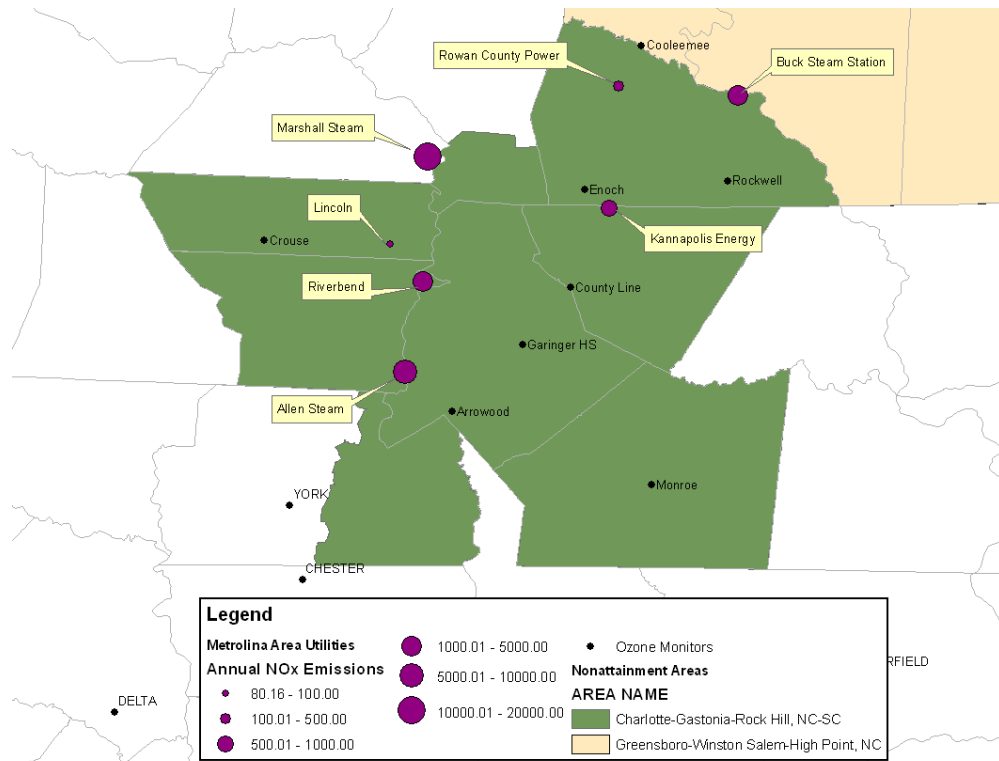 Cooleemee
Rowan County Power
Buck Steam Station
Marshall Steam
Rockwell
Enoch
Lincoln
Crouse
Kannapolis Energy
Riverbend
County Line
Garinger HS
Allen Steam
Arrowood
Monroe
YORK
CHESTER
RFIELD
DELTA
Legend
Metrolina Area Utilities
Annual NOx Emissions
80.16 - 100.00
100.01 - 500.00
500.01 - 1000.00
1000.01 - 5000.00
5000.01 - 10000.00
10000.01 - 20000.00
Ozone Monitors
Nonattainment Areas
AREA NAME
Charlotte-Gastonia-Rock Hill, NC-SC
Greensboro-Winston Salem-High Point, NC